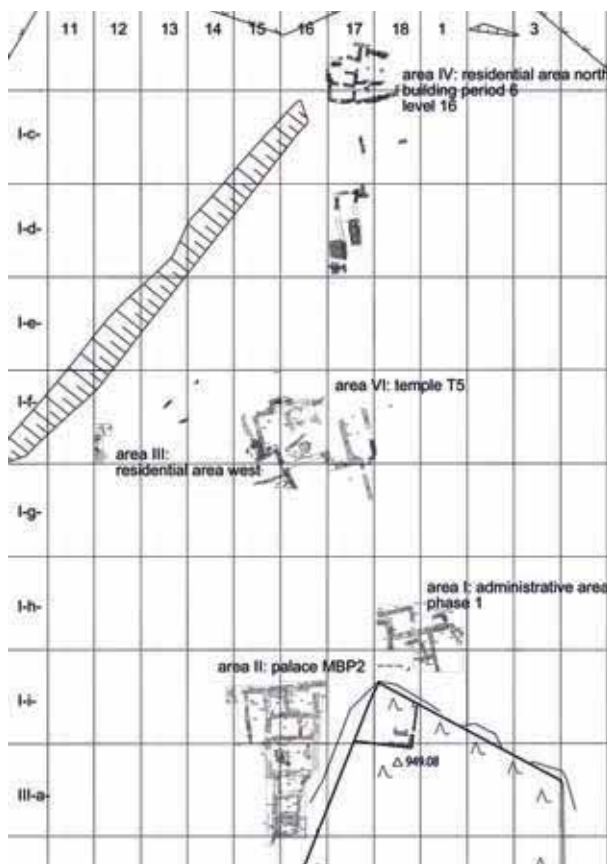 11 12 13 14 15 16 17 18 1 3
area IV: residential area north
building period 6
level 16
I-c-
I-d-
I-e-
I-f-
area VI: temple T5
area III:
residential area west
I-g-
area I: administrative area
phase 1
I-h-
area II: palace MBP2
I-i-
949.08
III-a-